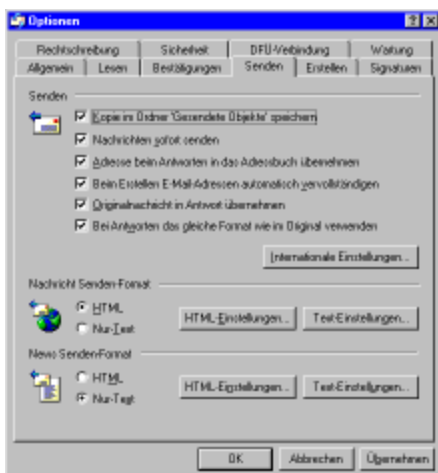 Optionen
Rechtschreibung Sicherheit DFÜ-Verbindung Wartung
Allgemein Lesen Bestätigungen Senden Erstellen Signaturen
Senden
Kopie im Ordner 'Gesendete Objekte' speichern
Nachrichten sofort senden
Adresse beim Antworten in das Adressbuch übernehmen
Beim Erstellen E-Mail-Adressen automatisch vervollständigen
Originalnachricht in Antwort übernehmen
Bei Antworten das gleiche Format wie im Original verwenden
Internationale Einstellungen...
Nachricht Senden-Format
HTML
HTML-Einstellungen... Text-Einstellungen...
Nur-Text
News Senden-Format
HTML
HTML-Einstellungen... Text-Einstellungen...
Nur-Text
OK Abbrechen Übernehmen